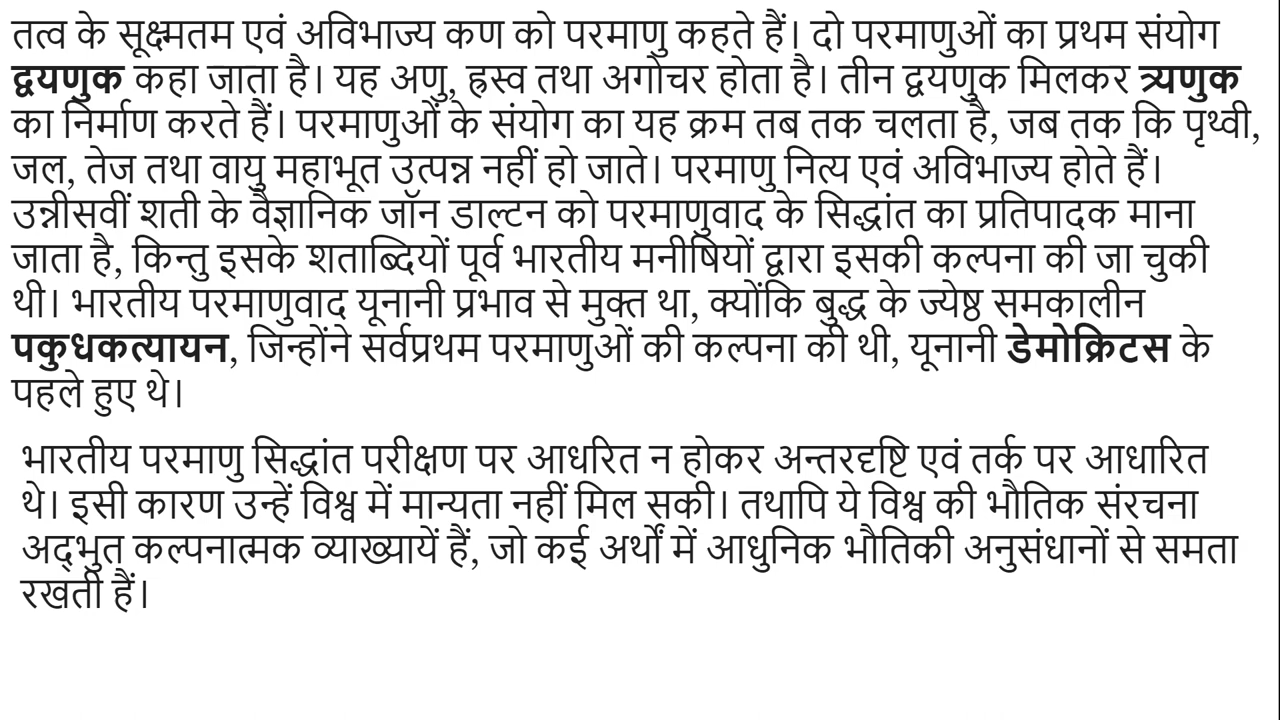 तत्व के सूक्ष्मतम एवं अविभाज्य कण को परमाणु कहते हैं। दो परमाणुओं का प्रथम संयोग
द्वयणुक कहा जाता है। यह अणु, ह्रस्व तथा अगोचर होता है। तीन द्वयणुक मिलकर त्र्यणुक
का निर्माण करते हैं। परमाणुओं के संयोग का यह क्रम तब तक चलता है, जब तक कि पृथ्वी,
जल, तेज तथा वायु महाभूत उत्पन्न नहीं हो जाते। परमाणु नित्य एवं अविभाज्य होते हैं।
उन्नीसवीं शती के वैज्ञानिक जॉन डाल्टन को परमाणुवाद के सिद्धांत का प्रतिपादक माना
जाता है, किन्तु इसके शताब्दियों पूर्व भारतीय मनीषियों द्वारा इसकी कल्पना की जा चुकी
थी। भारतीय परमाणुवाद यूनानी प्रभाव से मुक्त था, क्योंकि बुद्ध के ज्येष्ठ समकालीन
पकुधकत्यायन, जिन्होंने सर्वप्रथम परमाणुओं की कल्पना की थी, यूनानी डेमोक्रिटस के
पहले हुए थे।
भारतीय परमाणु सिद्धांत परीक्षण पर आधरित न होकर अन्तरदृष्टि एवं तर्क पर आधारित
थे। इसी कारण उन्हें विश्व में मान्यता नहीं मिल सकी। तथापि ये विश्व की भौतिक संरचना
अद्भुत कल्पनात्मक व्याख्यायें हैं, जो कई अर्थों में आधुनिक भौतिकी अनुसंधानों से समता
रखती हैं।